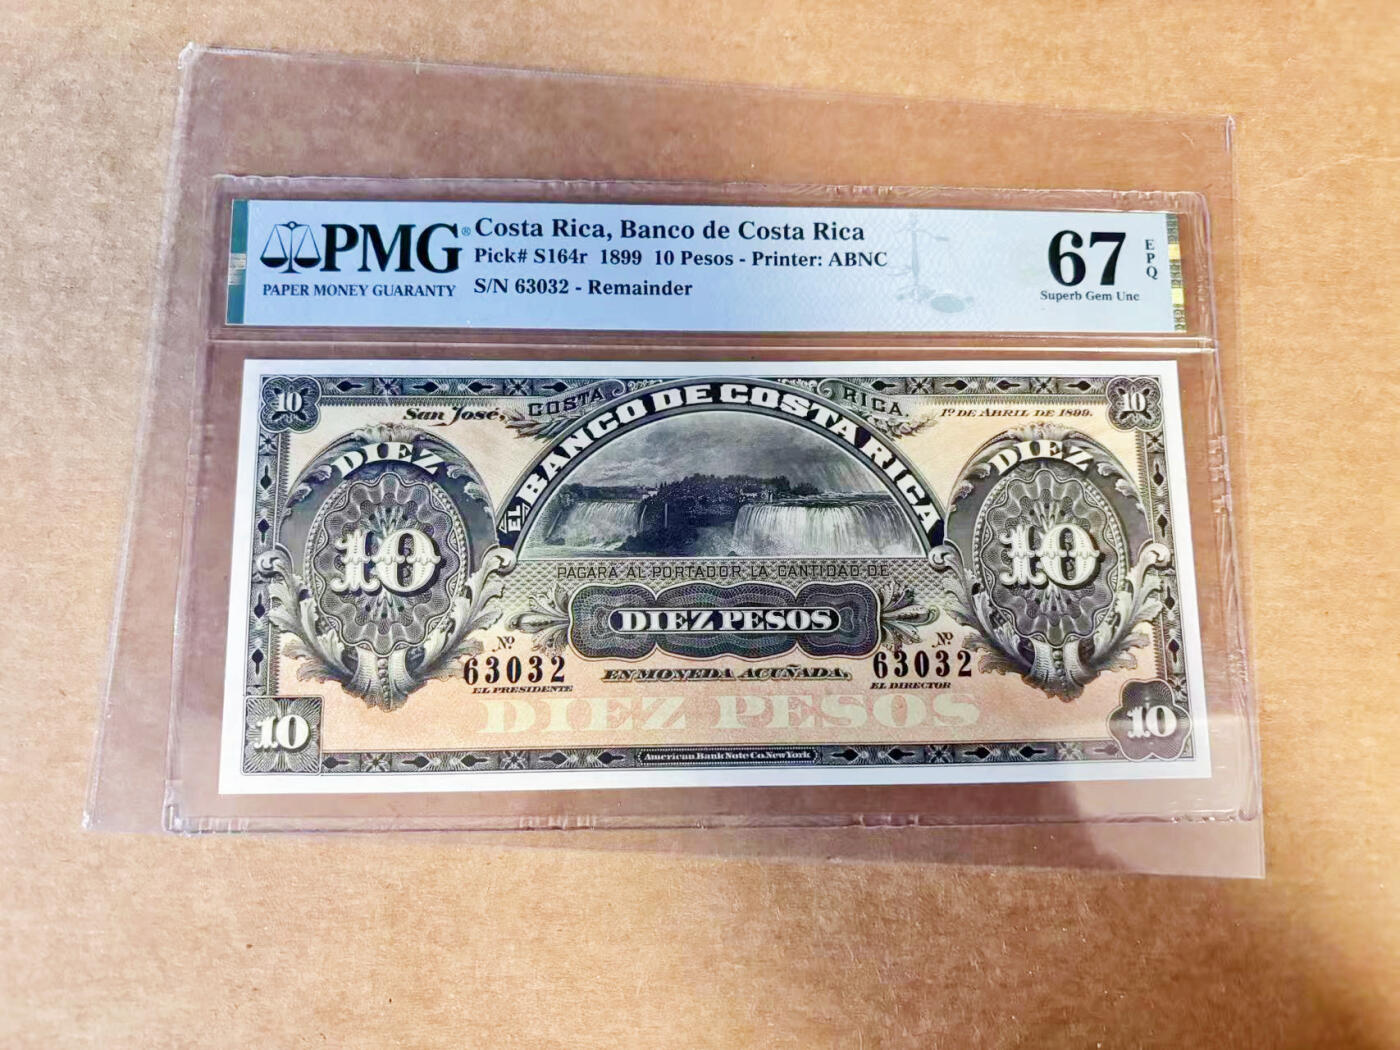 PMG®
PAPER MONEY GUARANTY
Costa Rica, Banco de Costa Rica
Pick# S164r 1899 10 Pesos - Printer: ABNC
S/N 63032 - Remainder
67
EPQ
Superb Gem Unc
10
San José,
COSTA
RICA.
1º DE ABRIL DE 1899.
10
EL BANCO DE COSTA RICA
DIEZ
10
DIEZ
10
PAGARÁ AL PORTADOR LA CANTIDAD DE
DIEZ PESOS
Nº
63032
EL PRESIDENTE
EN MONEDA ACUÑADA.
Nº
63032
EL DIRECTOR
DIEZ PESOS
10
10
American Bank Note Co. New York